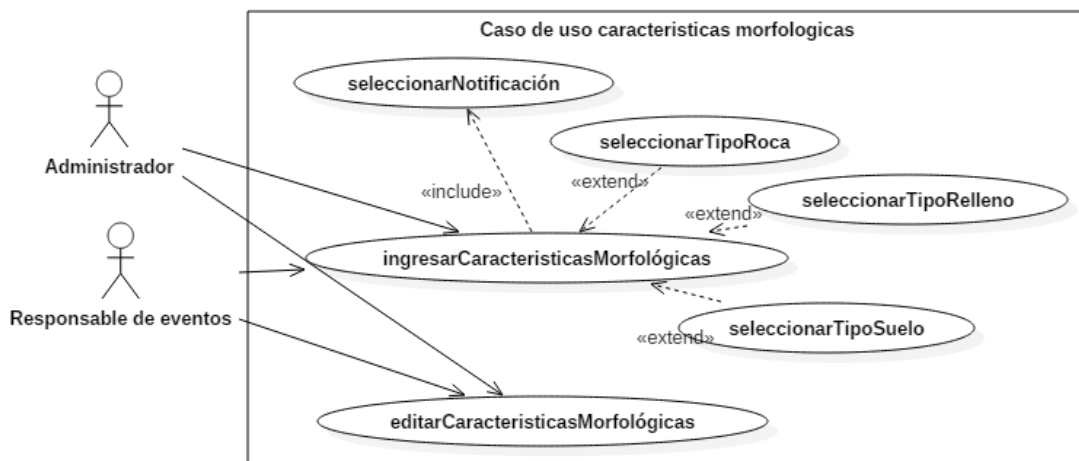 Caso de uso caracteristicas morfologicas
seleccionarNotificación
seleccionarTipoRoca
Administrador
«include»
«extend»
seleccionarTipoRelleno
«extend»
ingresarCaracteristicasMorfológicas
Responsable de eventos
seleccionarTipoSuelo
«extend»
editarCaracteristicasMorfológicas